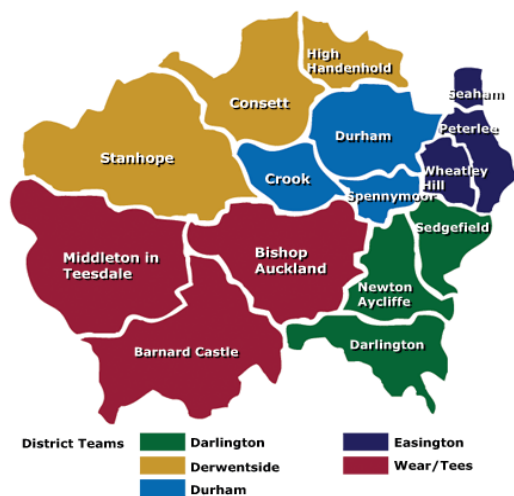 High
Handenhold
Consett
Seaham
Durham
Peterlee
Stanhope
Crook
Wheatley
Hill
Spennymoor
Sedgefield
Middleton in
Teesdale
Bishop
Auckland
Newton
Aycliffe
Barnard Castle
Darlington
District Teams
Darlington
Easington
Derwentside
Wear/Tees
Durham